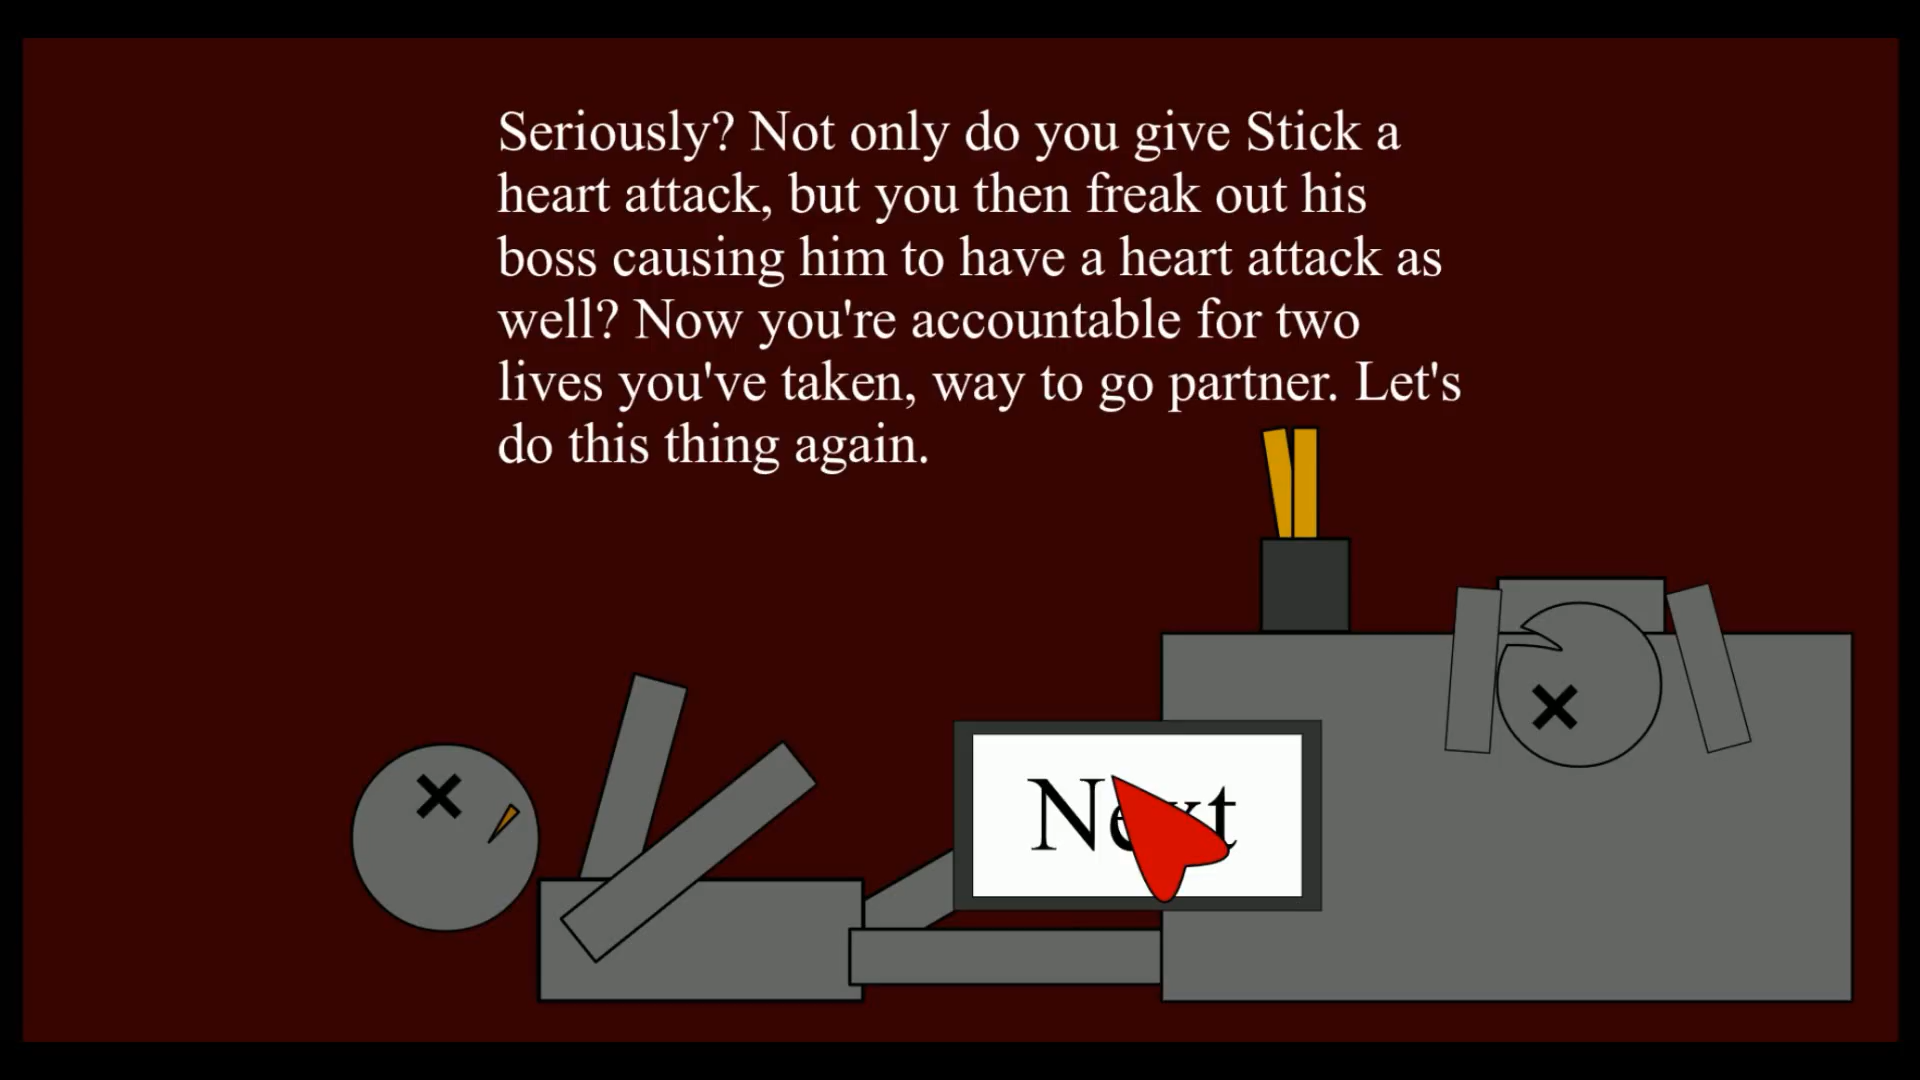 Seriously? Not only do you give Stick a
heart attack, but you then freak out his
boss causing him to have a heart attack as
well? Now you're accountable for two
lives you've taken, way to go partner. Let's
do this thing again.
Next